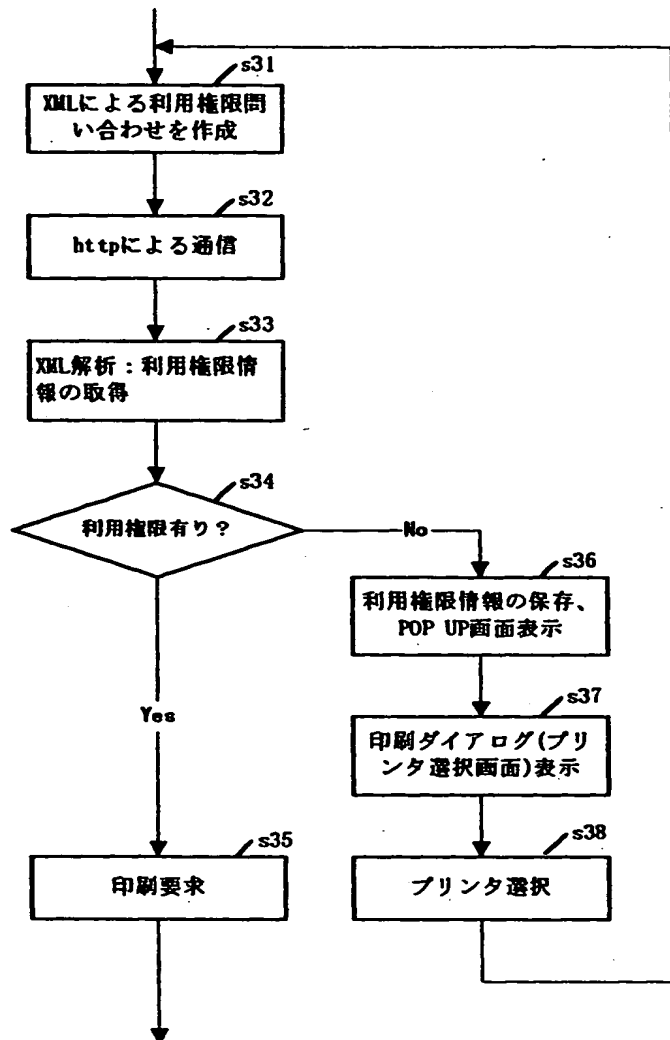 s31
XMLによる利用権限問
い合わせを作成
s32
httpによる通信
s33
XML解析：利用権限情
報の取得
s34
利用権限有り？
No
s36
利用権限情報の保存、
POP UP画面表示
s37
印刷ダイアログ(プリ
ンタ選択画面)表示
Yes
s35
印刷要求
s38
プリンタ選択